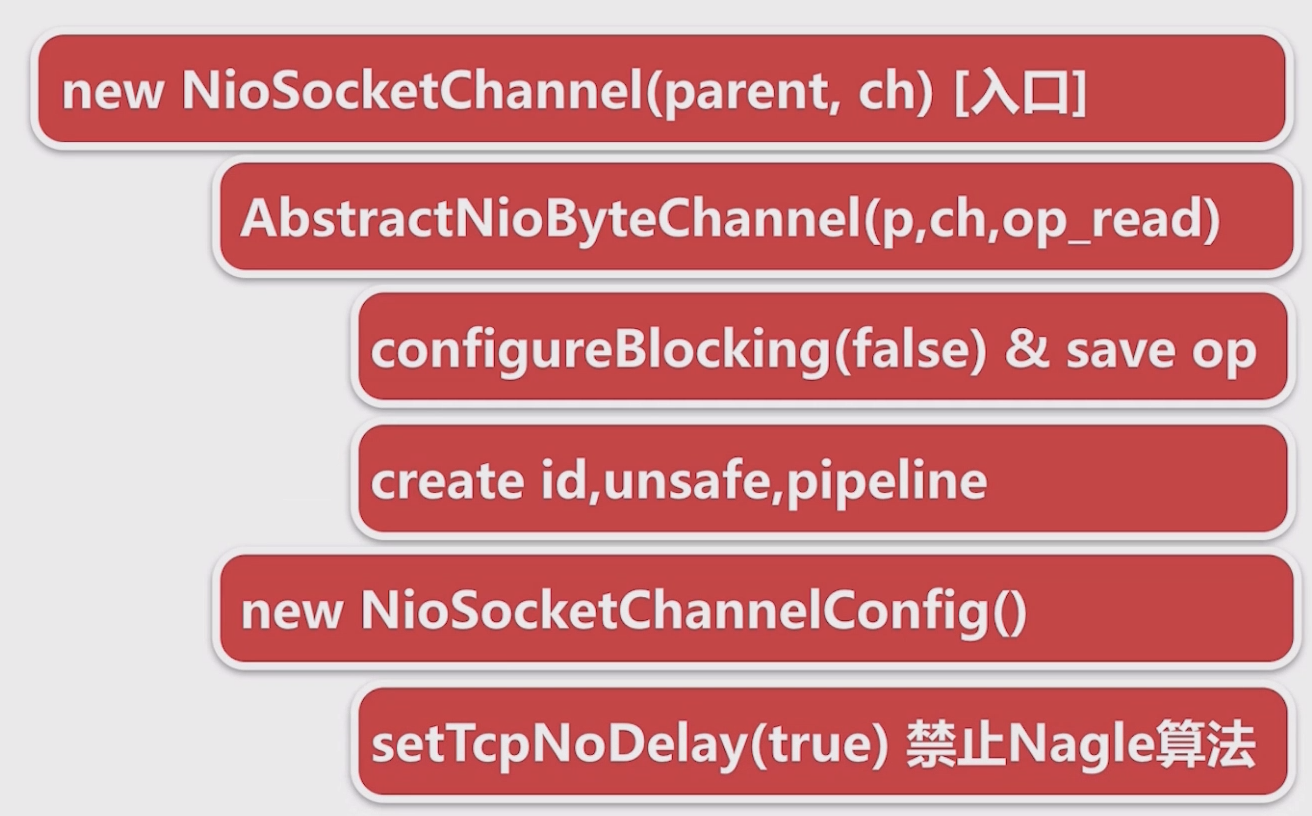 new NioSocketChannel(parent, ch) [入口]
AbstractNioByteChannel(p,ch,op_read)
configureBlocking(false) & save op
create id,unsafe,pipeline
new NioSocketChannelConfig()
setTcpNoDelay(true) 禁止Nagle算法